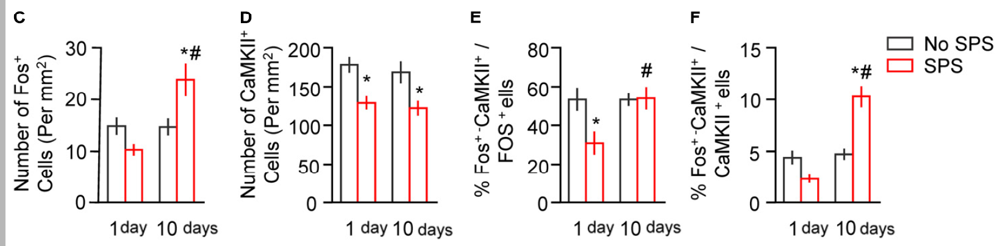 C
Number of Fos⁺
Cells (Per mm²)
30
20
10
0
*#
1 day 10 days
D
Number of CaMKII⁺
Cells (Per mm²)
200
150
100
50
0
*
*
1 day 10 days
E
% Fos⁺-CaMKII⁺ /
FOS⁺ells
80
60
40
20
0
*
#
1 day 10 days
F
% Fos⁺-CaMKII⁺ /
CaMKII⁺ells
15
10
5
0
*#
1 day 10 days
No SPS
SPS